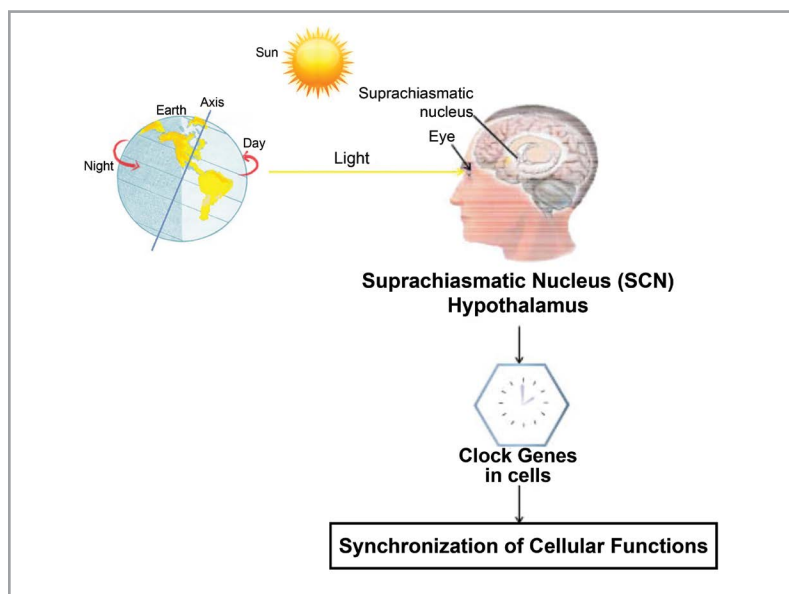 Sun
Axis
Earth
Day
Night
Light
Suprachiasmatic
nucleus
Eye
Suprachiasmatic Nucleus (SCN)
Hypothalamus
Clock Genes
in cells
Synchronization of Cellular Functions